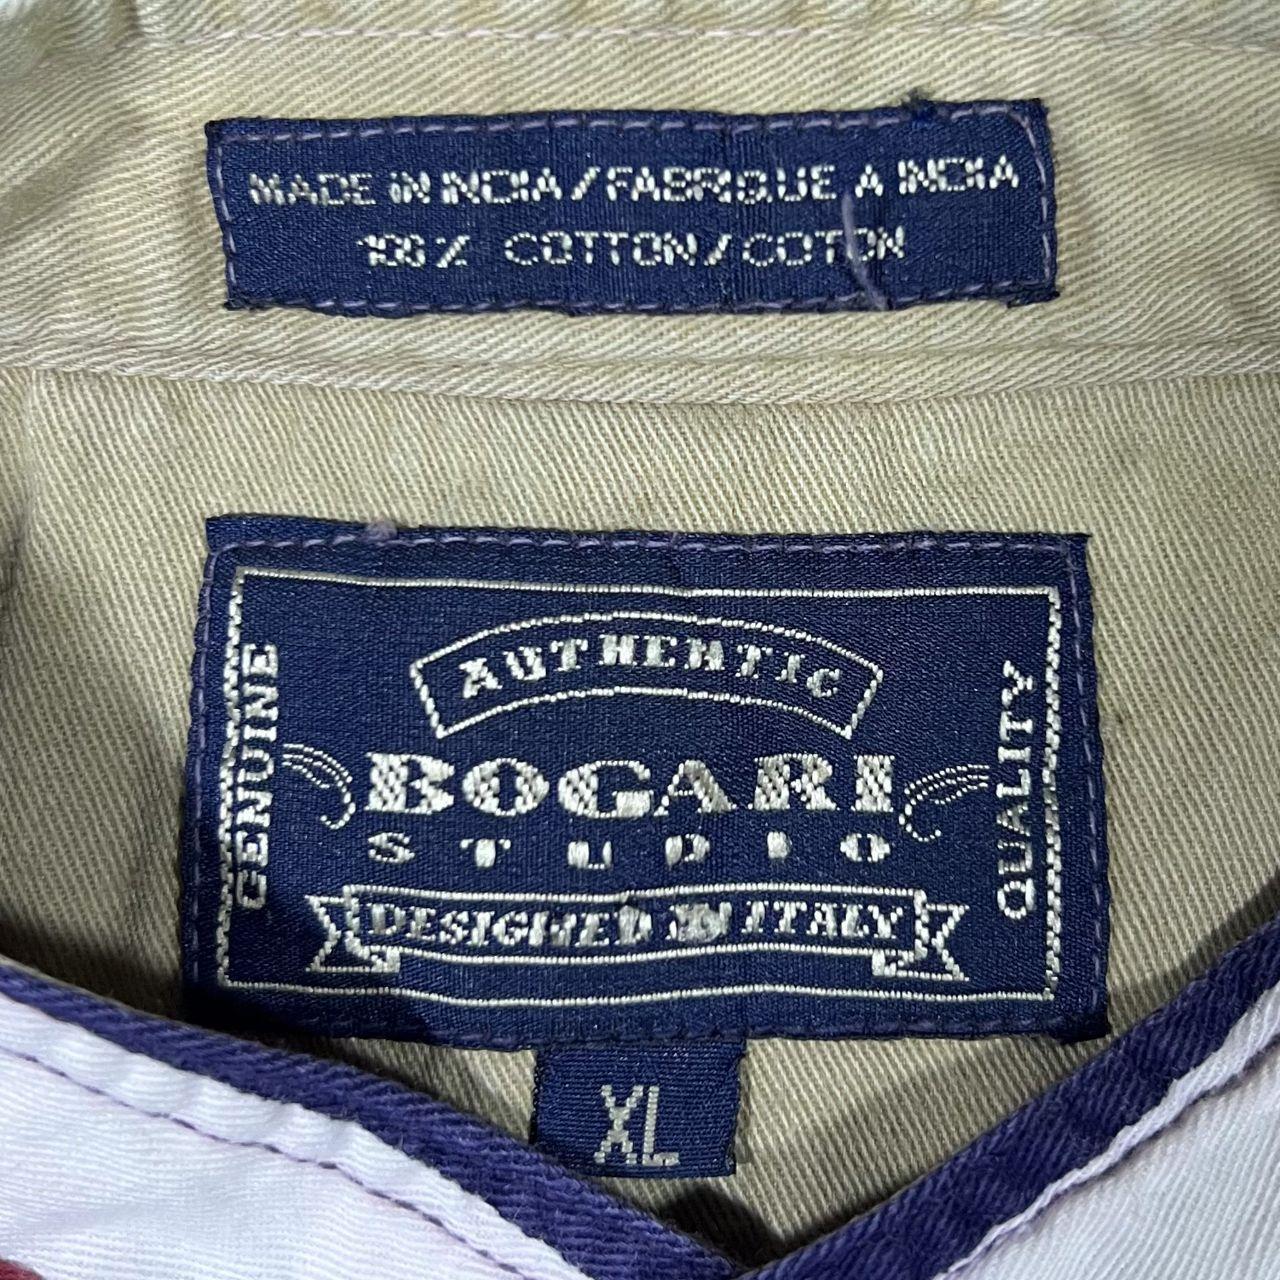 MADE IN INDIA/FABRIQUE A INDIA
100% COTTON/COTON
AUTHENTIC
GENUINE
BOGARI
QUALITY
STUDIO
DESIGNED IN ITALY
XL